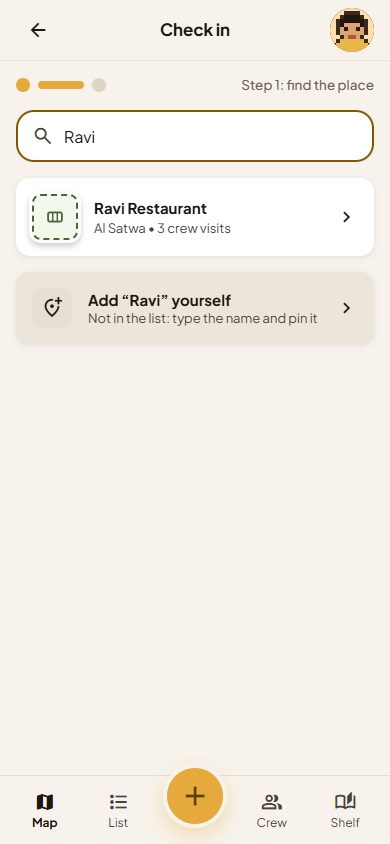 Check in
Step 1: find the place
Ravi
Ravi Restaurant
Al Satwa • 3 crew visits
Add “Ravi” yourself
Not in the list: type the name and pin it
Map
List
Crew
Shelf